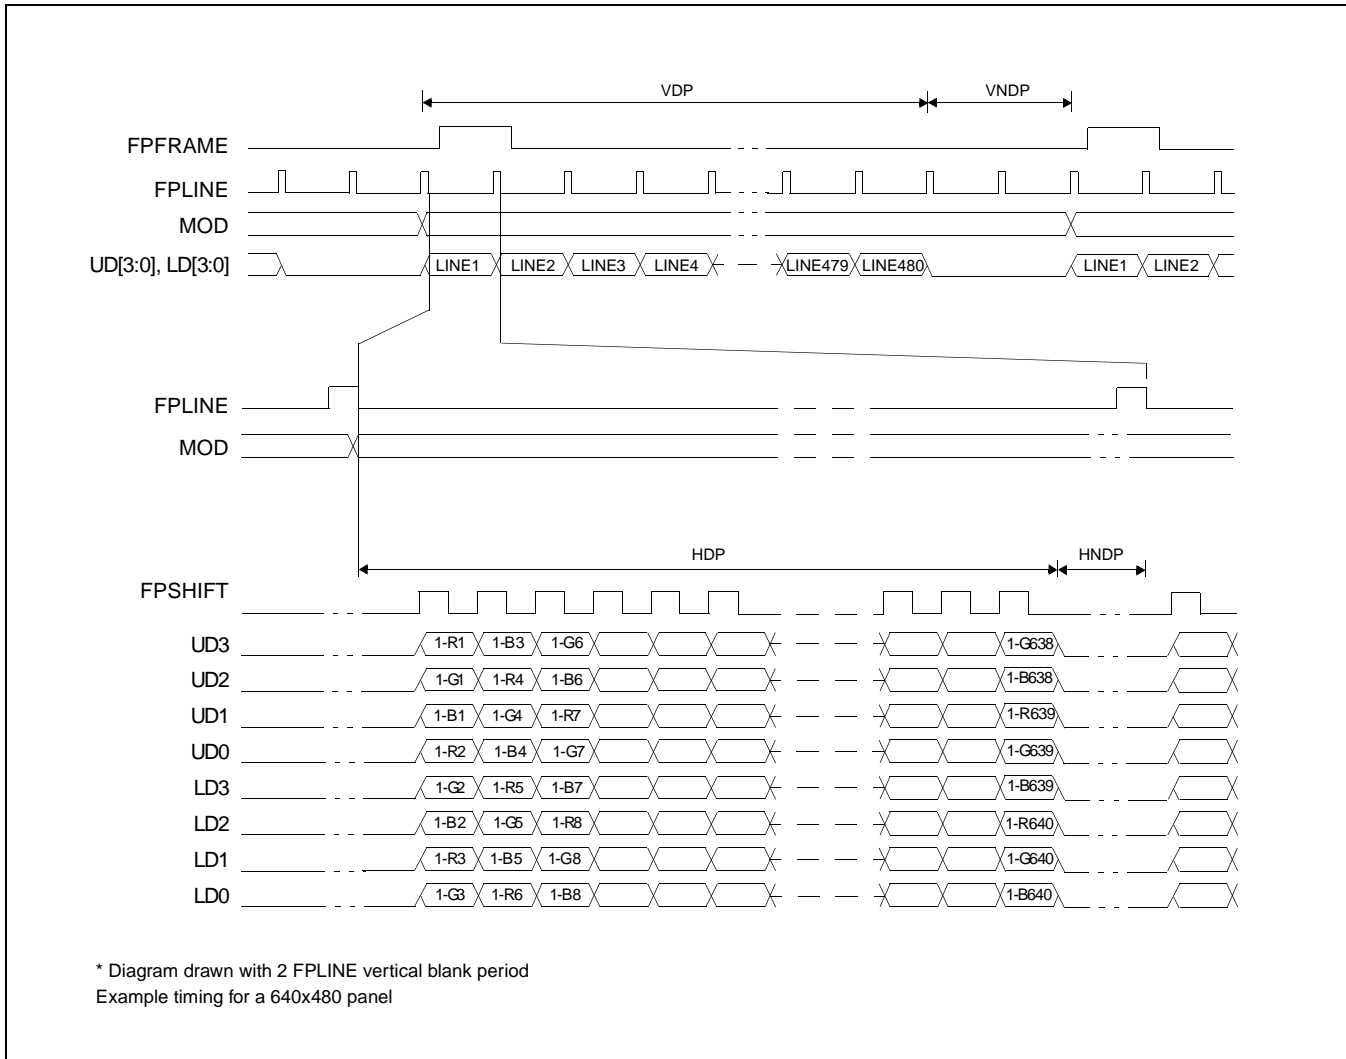 VDP VNDP
FPFRAME
FPLINE
MOD
UD[3:0], LD[3:0] LINE1 LINE2 LINE3 LINE4 LINE479 LINE480 LINE1 LINE2
FPLINE
MOD
HDP HNDP
FPSHIFT
UD3 1-R1 1-B3 1-G6 1-G638
UD2 1-G1 1-R4 1-B6 1-B638
UD1 1-B1 1-G4 1-R7 1-R639
UD0 1-R2 1-B4 1-G7 1-G639
LD3 1-G2 1-R5 1-B7 1-B639
LD2 1-B2 1-G5 1-R8 1-R640
LD1 1-R3 1-B5 1-G8 1-G640
LD0 1-G3 1-R6 1-B8 1-B640
* Diagram drawn with 2 FPLINE vertical blank period
Example timing for a 640x480 panel